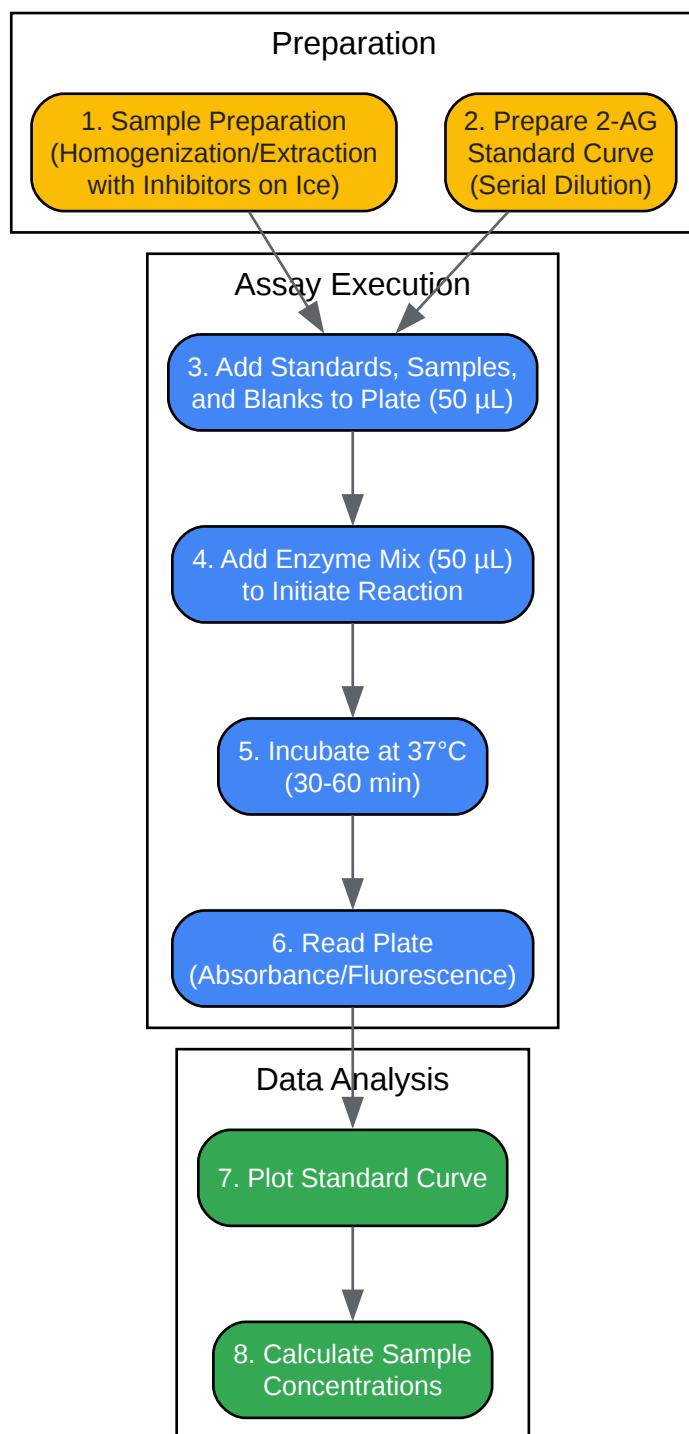 Preparation
1. Sample Preparation
(Homogenization/Extraction
with Inhibitors on Ice)
2. Prepare 2-AG
Standard Curve
(Serial Dilution)
Assay Execution
3. Add Standards, Samples,
and Blanks to Plate (50 µL)
4. Add Enzyme Mix (50 µL)
to Initiate Reaction
5. Incubate at 37°C
(30-60 min)
6. Read Plate
(Absorbance/Fluorescence)
Data Analysis
7. Plot Standard Curve
8. Calculate Sample
Concentrations